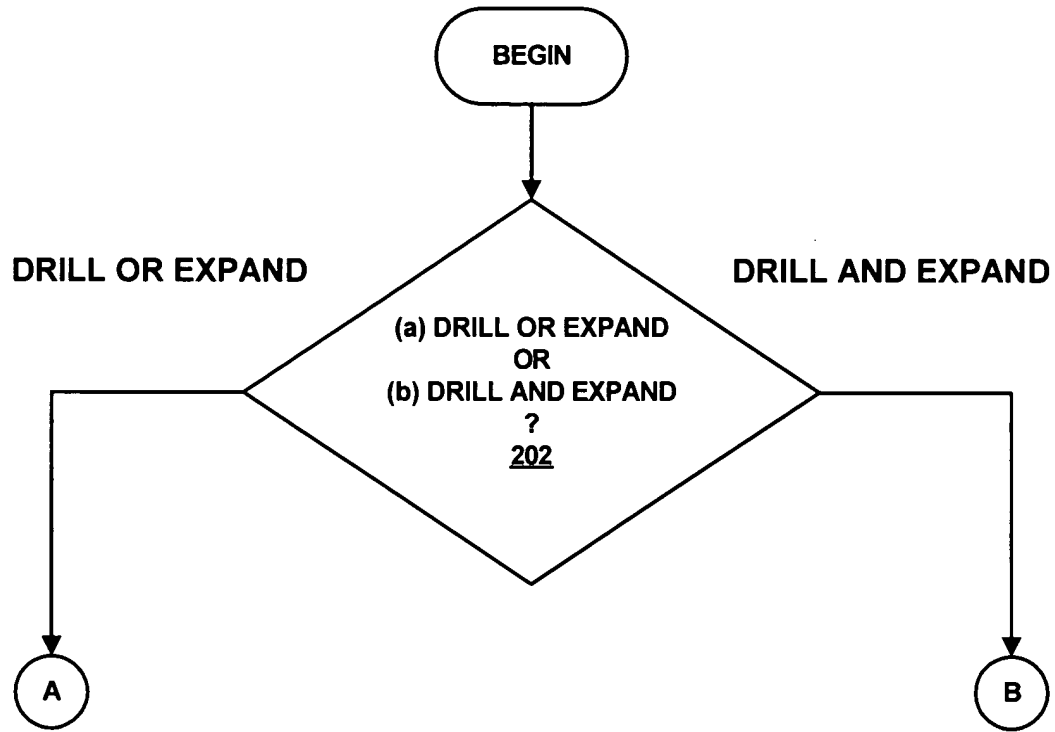 BEGIN
DRILL OR EXPAND
DRILL AND EXPAND
(a) DRILL OR EXPAND
OR
(b) DRILL AND EXPAND
?
202
A
B